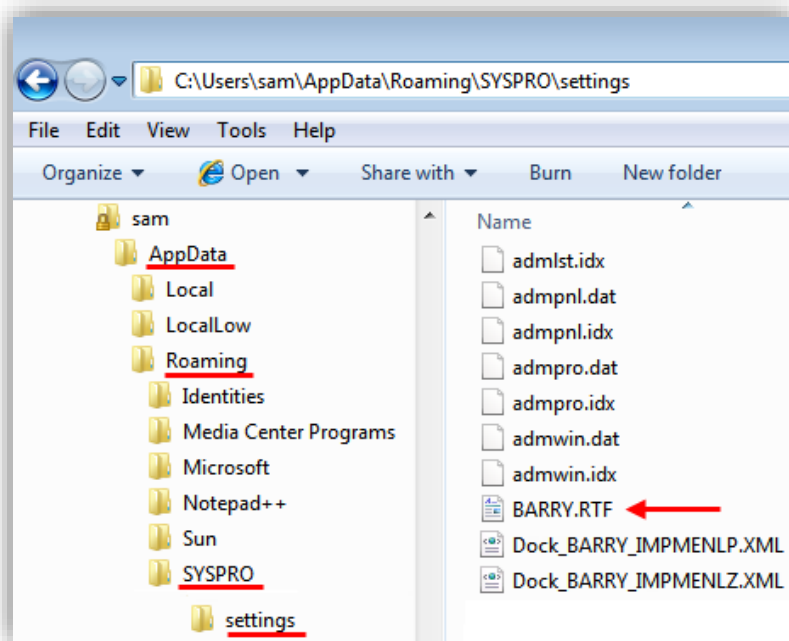 C:\Users\sam\AppData\Roaming\SYSPRO\settings
File Edit View Tools Help
Organize Open Share with Burn New folder
sam
AppData
Local
LocalLow
Roaming
Identities
Media Center Programs
Microsoft
Notepad++
Sun
SYSPRO
settings
Name
admlst.idx
admpnl.dat
admpnl.idx
admpro.dat
admpro.idx
admwin.dat
admwin.idx
BARRY.RTF
Dock_BARRY_IMPMENLP.XML
Dock_BARRY_IMPMENLZ.XML